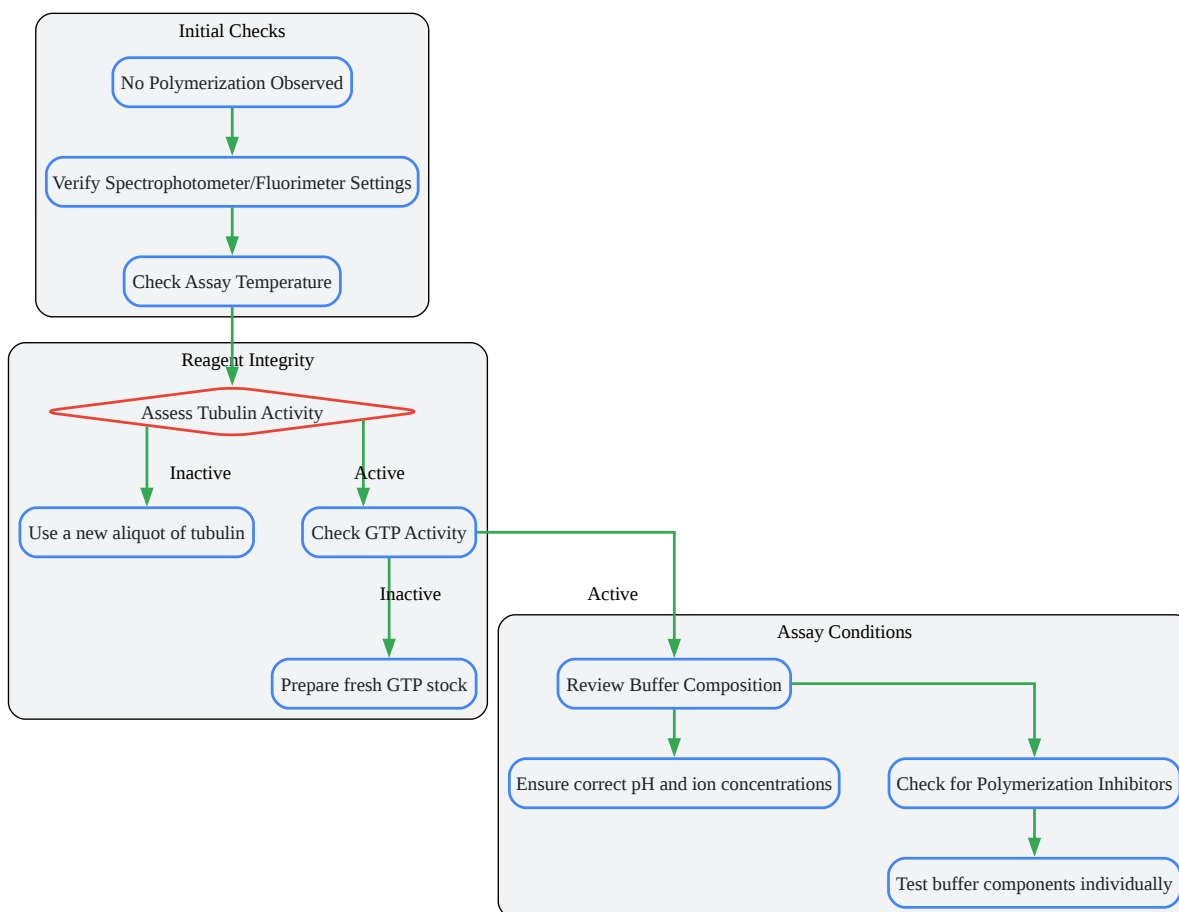 Initial Checks
No Polymerization Observed
Verify Spectrophotometer/Fluorimeter Settings
Check Assay Temperature
Reagent Integrity
Assess Tubulin Activity
Inactive
Active
Use a new aliquot of tubulin
Check GTP Activity
Inactive
Active
Assay Conditions
Prepare fresh GTP stock
Review Buffer Composition
Ensure correct pH and ion concentrations
Check for Polymerization Inhibitors
Test buffer components individually